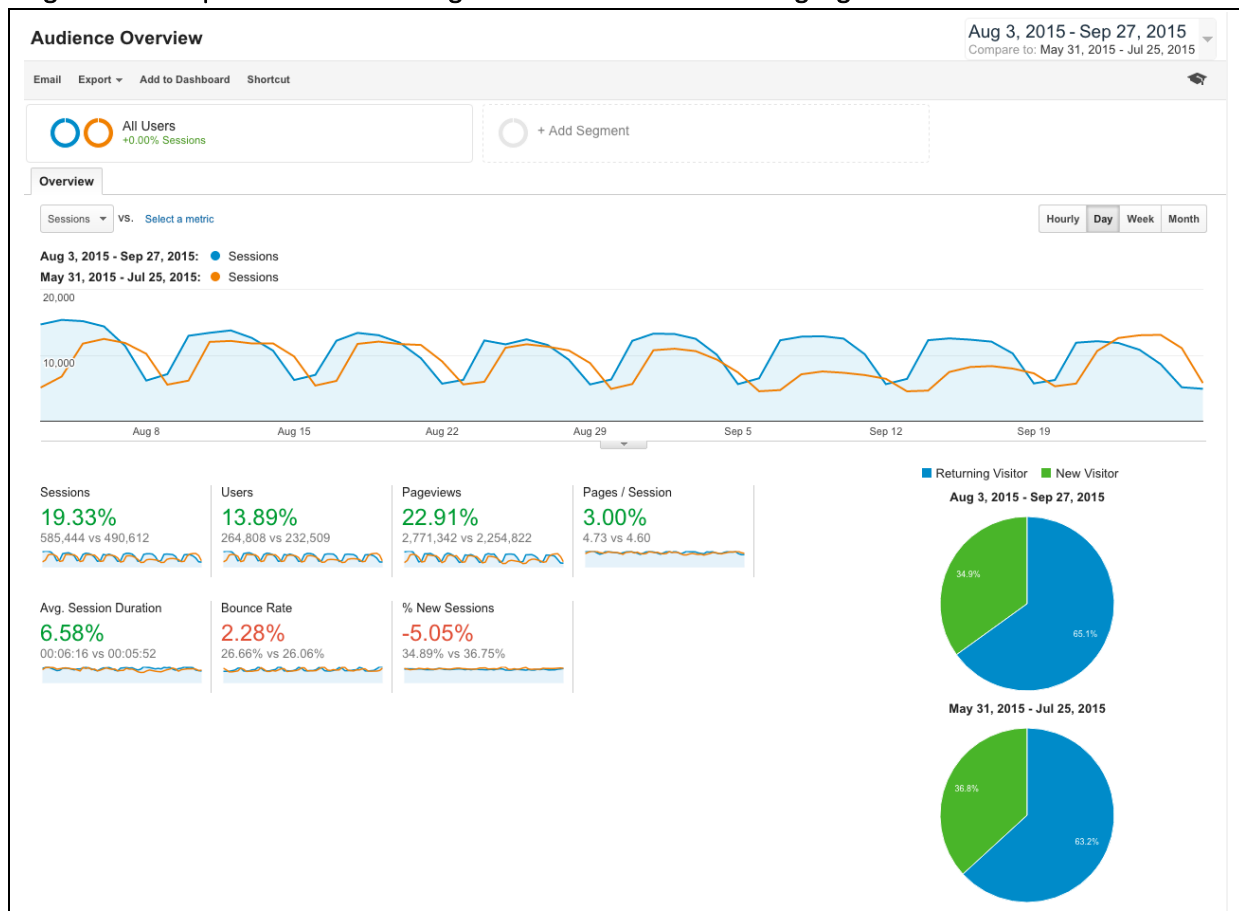 Audience Overview
Aug 3, 2015 - Sep 27, 2015
Compare to: May 31, 2015 - Jul 25, 2015
Email Export Add to Dashboard Shortcut
All Users
+0.00% Sessions
+ Add Segment
Overview
Sessions VS. Select a metric
Hourly Day Week Month
Aug 3, 2015 - Sep 27, 2015: Sessions
May 31, 2015 - Jul 25, 2015: Sessions
20,000
10,000
Aug 8 Aug 15 Aug 22 Aug 29 Sep 5 Sep 12 Sep 19
Sessions
19.33%
585,444 vs 490,612
Users
13.89%
264,808 vs 232,509
Pageviews
22.91%
2,771,342 vs 2,254,822
Pages / Session
3.00%
4.73 vs 4.60
Avg. Session Duration
6.58%
00:06:16 vs 00:05:52
Bounce Rate
2.28%
26.66% vs 26.06%
% New Sessions
-5.05%
34.89% vs 36.75%
Returning Visitor New Visitor
Aug 3, 2015 - Sep 27, 2015
34.9%
65.1%
May 31, 2015 - Jul 25, 2015
36.8%
63.2%